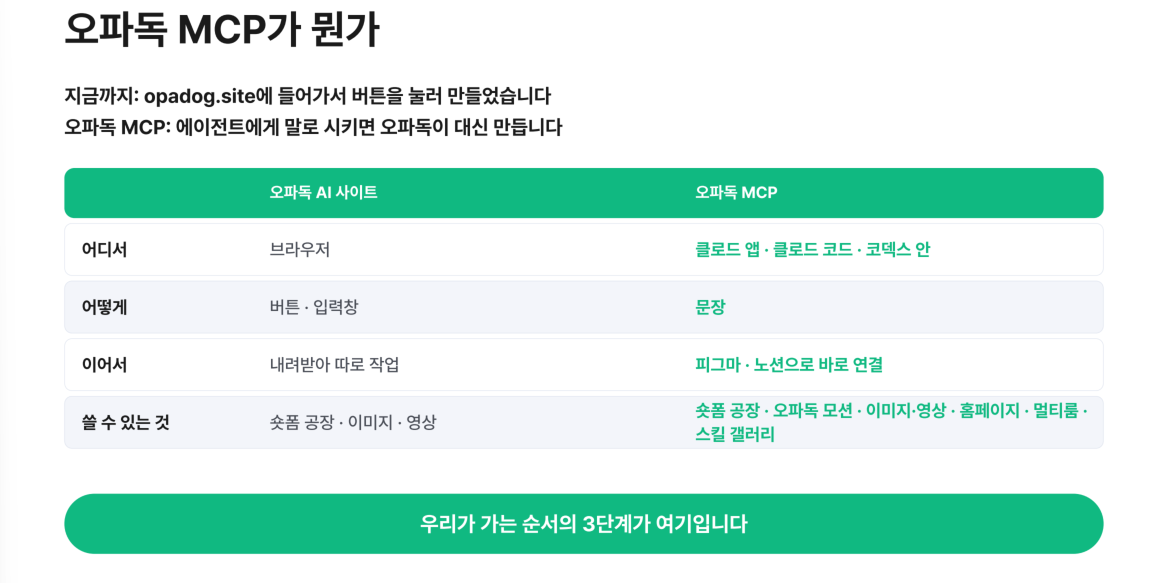 오파독 MCP가 뭔가
지금까지: opadog.site에 들어가서 버튼을 눌러 만들었습니다
오파독 MCP: 에이전트에게 말로 시키면 오파독이 대신 만듭니다
오파독 AI 사이트 오파독 MCP
어디서 브라우저 클로드 앱 · 클로드 코드 · 코덱스 안
어떻게 버튼 · 입력창 문장
이어서 내려받아 따로 작업 피그마 · 노션으로 바로 연결
쓸 수 있는 것 숏폼 공장 · 이미지 · 영상 숏폼 공장 · 오파독 모션 · 이미지·영상 · 홈페이지 · 멀티룸 ·
스킬 갤러리
우리가 가는 순서의 3단계가 여기입니다